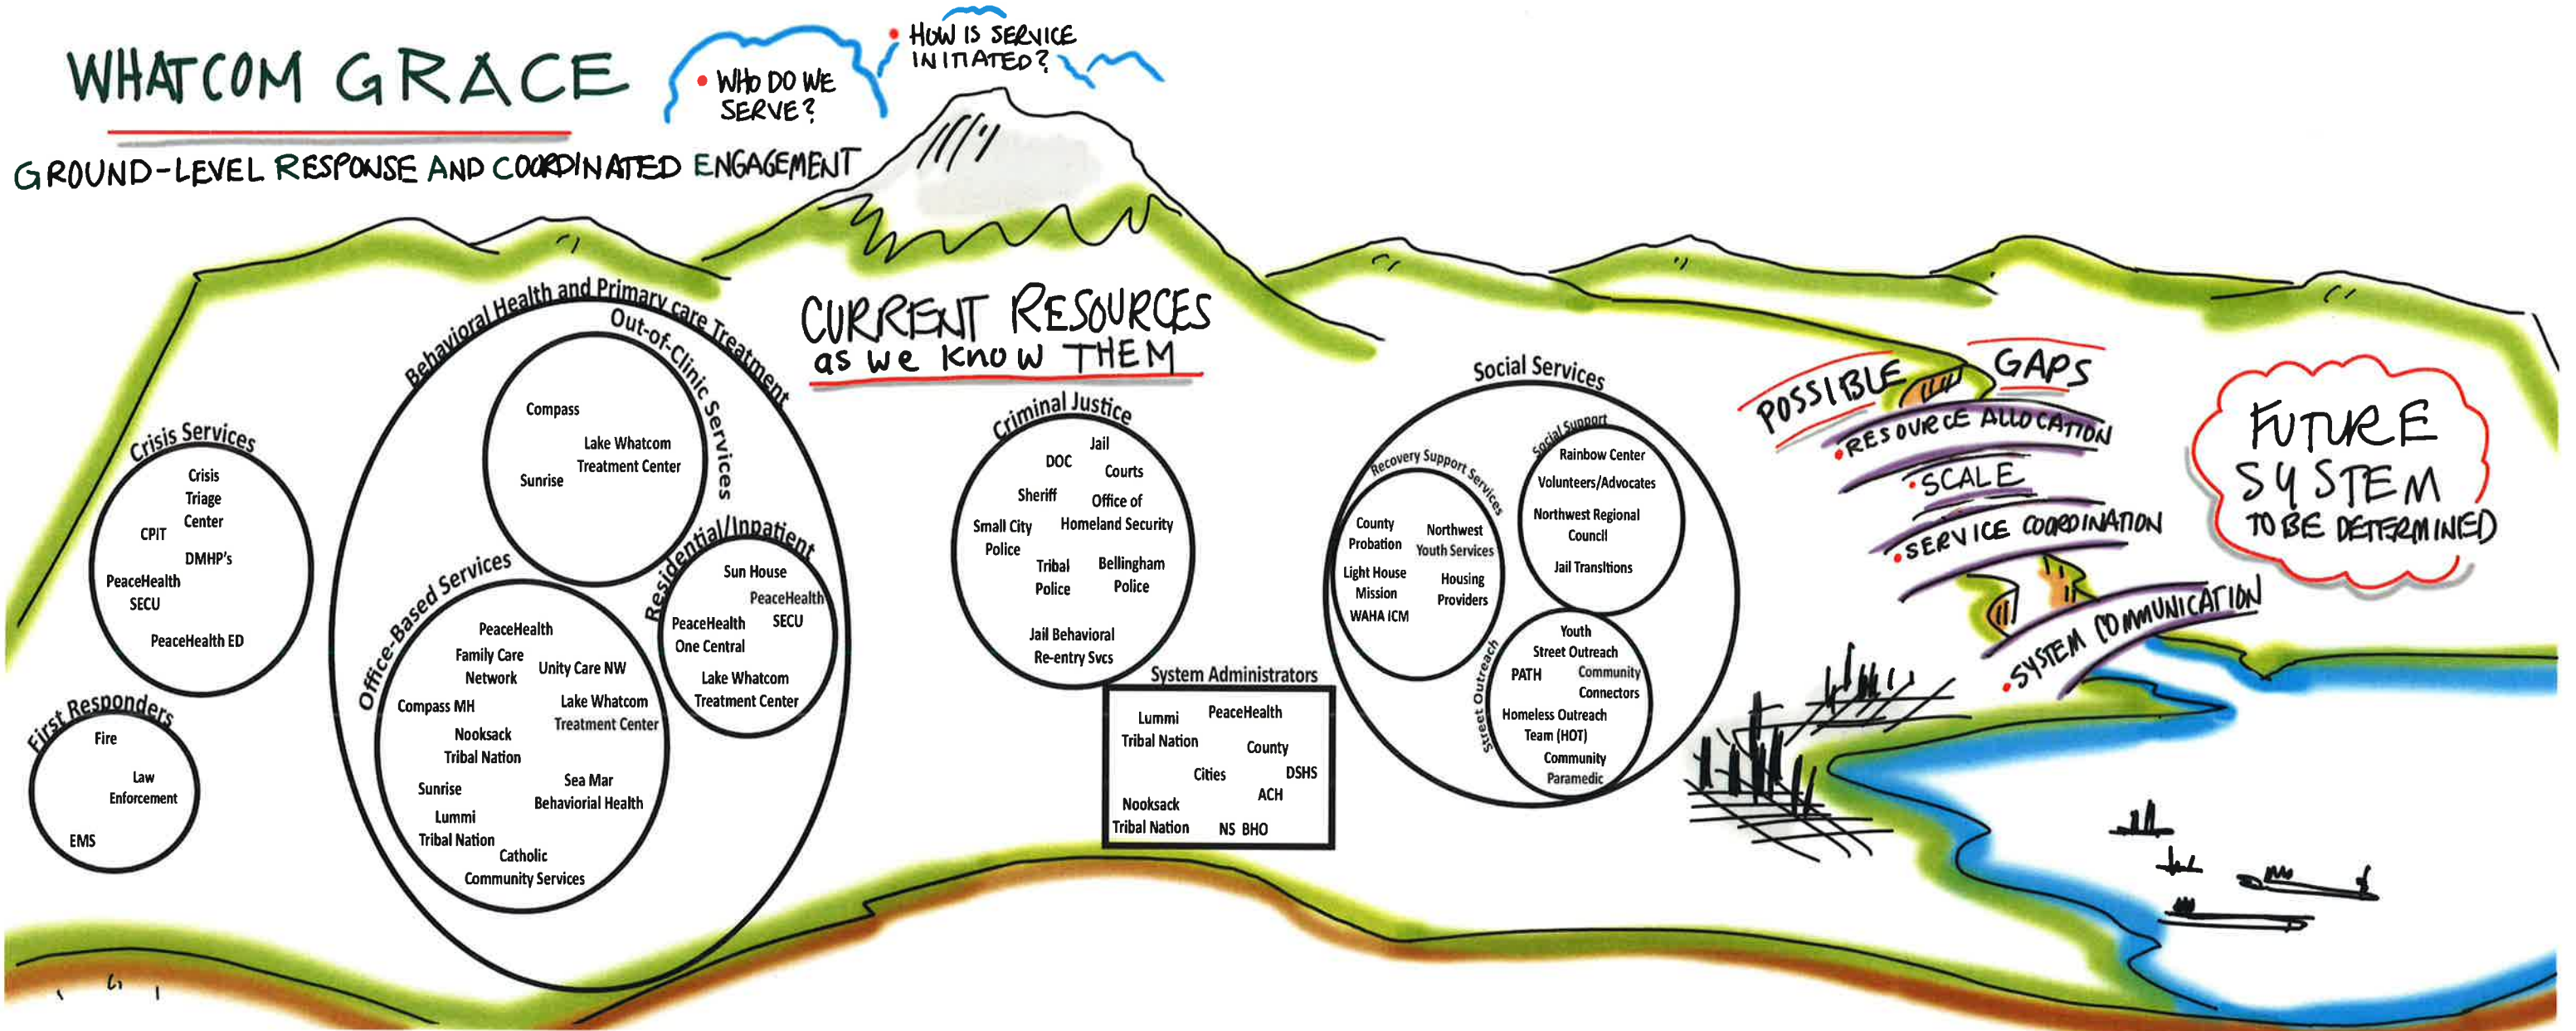 WHATCOM GRACE
GROUND-LEVEL RESPONSE AND COORDINATED ENGAGEMENT
• WHO DO WE
SERVE?
• HOW IS SERVICE
INITIATED?
CURRENT RESOURCES
as we know THEM
Crisis Services
Crisis
Triage
Center
CPIT
DMHP's
PeaceHealth
SECU
PeaceHealth ED
First Responders
Fire
Law
Enforcement
EMS
Behavioral Health and Primary care Treatment
Out-of-Clinic Services
Compass
Lake Whatcom
Treatment Center
Sunrise
Office-Based Services
PeaceHealth
Family Care
Network
Unity Care NW
Compass MH
Lake Whatcom
Treatment Center
Nooksack
Tribal Nation
Sunrise
Sea Mar
Behaviorial Health
Lummi
Tribal Nation
Catholic
Community Services
Residential/Inpatient
Sun House
PeaceHealth
SECU
PeaceHealth
One Central
Lake Whatcom
Treatment Center
Criminal Justice
Jail
DOC
Courts
Sheriff
Office of
Homeland Security
Small City
Police
Tribal
Police
Bellingham
Police
Jail Behavioral
Re-entry Svcs
System Administrators
Lummi
Tribal Nation
PeaceHealth
County
Cities
DSHS
ACH
Nooksack
Tribal Nation
NS BHO
Social Services
Recovery Support Services
County
Probation
Northwest
Youth Services
Light House
Mission
Housing
Providers
WAHA ICM
Social Support
Rainbow Center
Volunteers/Advocates
Northwest Regional
Council
Jail Transitions
Street Outreach
Youth
Street Outreach
PATH
Community
Connectors
Homeless Outreach
Team (HOT)
Community
Paramedic
POSSIBLE GAPS
• RESOURCE ALLOCATION
• SCALE
• SERVICE COORDINATION
• SYSTEM COMMUNICATION
FUTURE
SYSTEM
TO BE DETERMINED